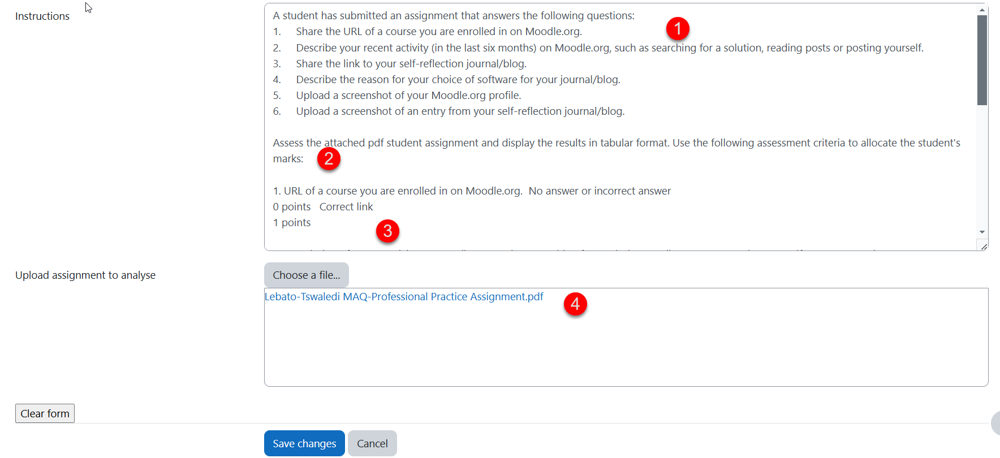 Instructions
A student has submitted an assignment that answers the following questions:
1. Share the URL of a course you are enrolled in on Moodle.org.
1
2. Describe your recent activity (in the last six months) on Moodle.org, such as searching for a solution, reading posts or posting yourself.
3. Share the link to your self-reflection journal/blog.
4. Describe the reason for your choice of software for your journal/blog.
5. Upload a screenshot of your Moodle.org profile.
6. Upload a screenshot of an entry from your self-reflection journal/blog.
Assess the attached pdf student assignment and display the results in tabular format. Use the following assessment criteria to allocate the student's
marks:
2
1. URL of a course you are enrolled in on Moodle.org.  No answer or incorrect answer
0 points   Correct link
1 points
3
Upload assignment to analyse
Choose a file...
Lebato-Tswaledi MAQ-Professional Practice Assignment.pdf
4
Clear form
Save changes
Cancel